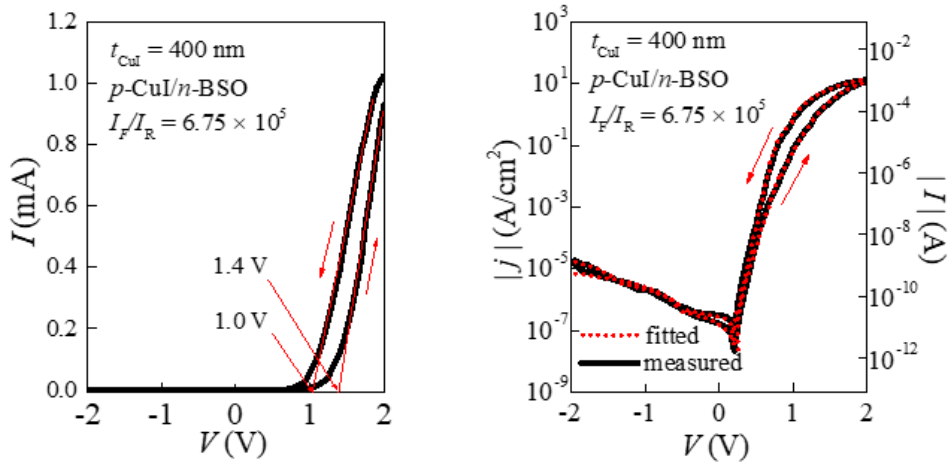 1.2
1.0
0.8
0.6
0.4
0.2
0.0
I (mA)
t_CuI = 400 nm
p-CuI/n-BSO
I_F/I_R = 6.75 × 10^5
1.4 V
1.0 V
-2 -1 0 1 2
V (V)
10^3
10^1
10^-1
10^-3
10^-5
10^-7
10^-9
| j | (A/cm^2)
t_CuI = 400 nm
p-CuI/n-BSO
I_F/I_R = 6.75 × 10^5
fitted
measured
10^-2
10^-4
10^-6
10^-8
10^-10
10^-12
| I | (A)
-2 -1 0 1 2
V (V)